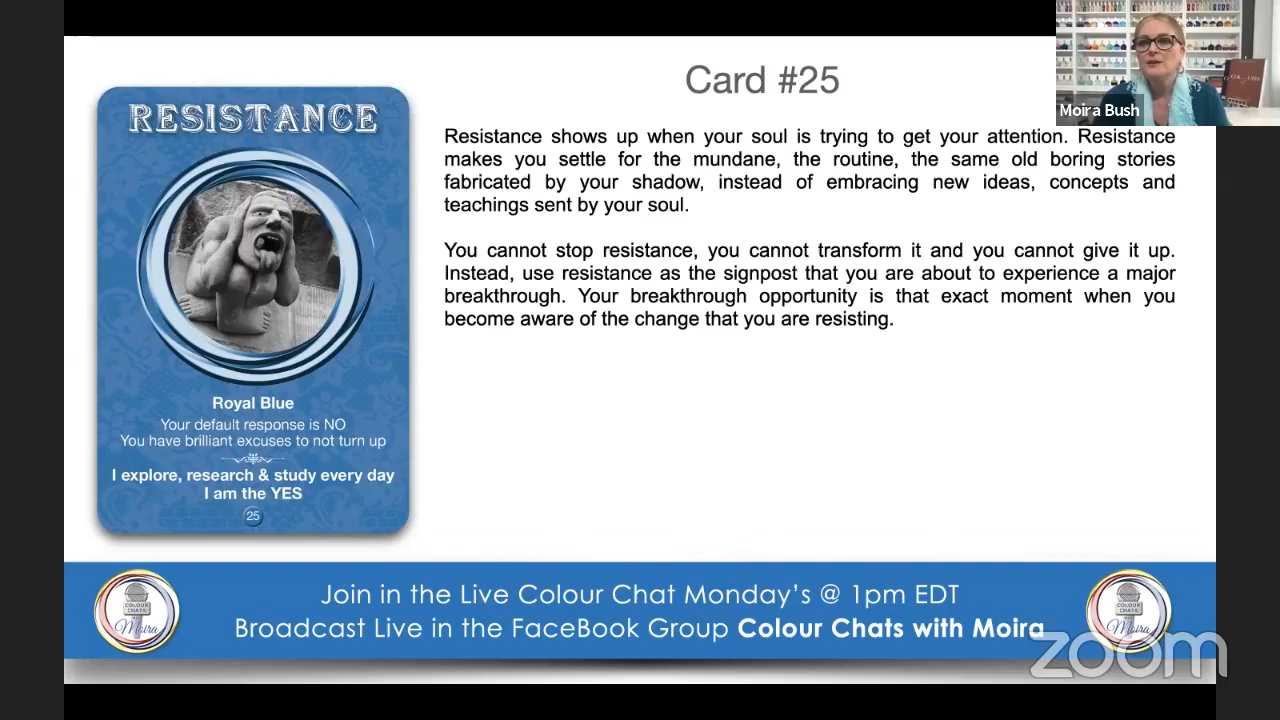 Card #25
Moira Bush
RESISTANCE
Royal Blue
Your default response is NO
You have brilliant excuses to not turn up
I explore, research & study every day
I am the YES
25
Resistance shows up when your soul is trying to get your attention. Resistance
makes you settle for the mundane, the routine, the same old boring stories
fabricated by your shadow, instead of embracing new ideas, concepts and
teachings sent by your soul.
You cannot stop resistance, you cannot transform it and you cannot give it up.
Instead, use resistance as the signpost that you are about to experience a major
breakthrough. Your breakthrough opportunity is that exact moment when you
become aware of the change that you are resisting.
COLOUR
CHATS
Moira
Join in the Live Colour Chat Monday's @ 1pm EDT
Broadcast Live in the FaceBook Group Colour Chats with Moira
COLOUR
CHATS
Moira
zoom